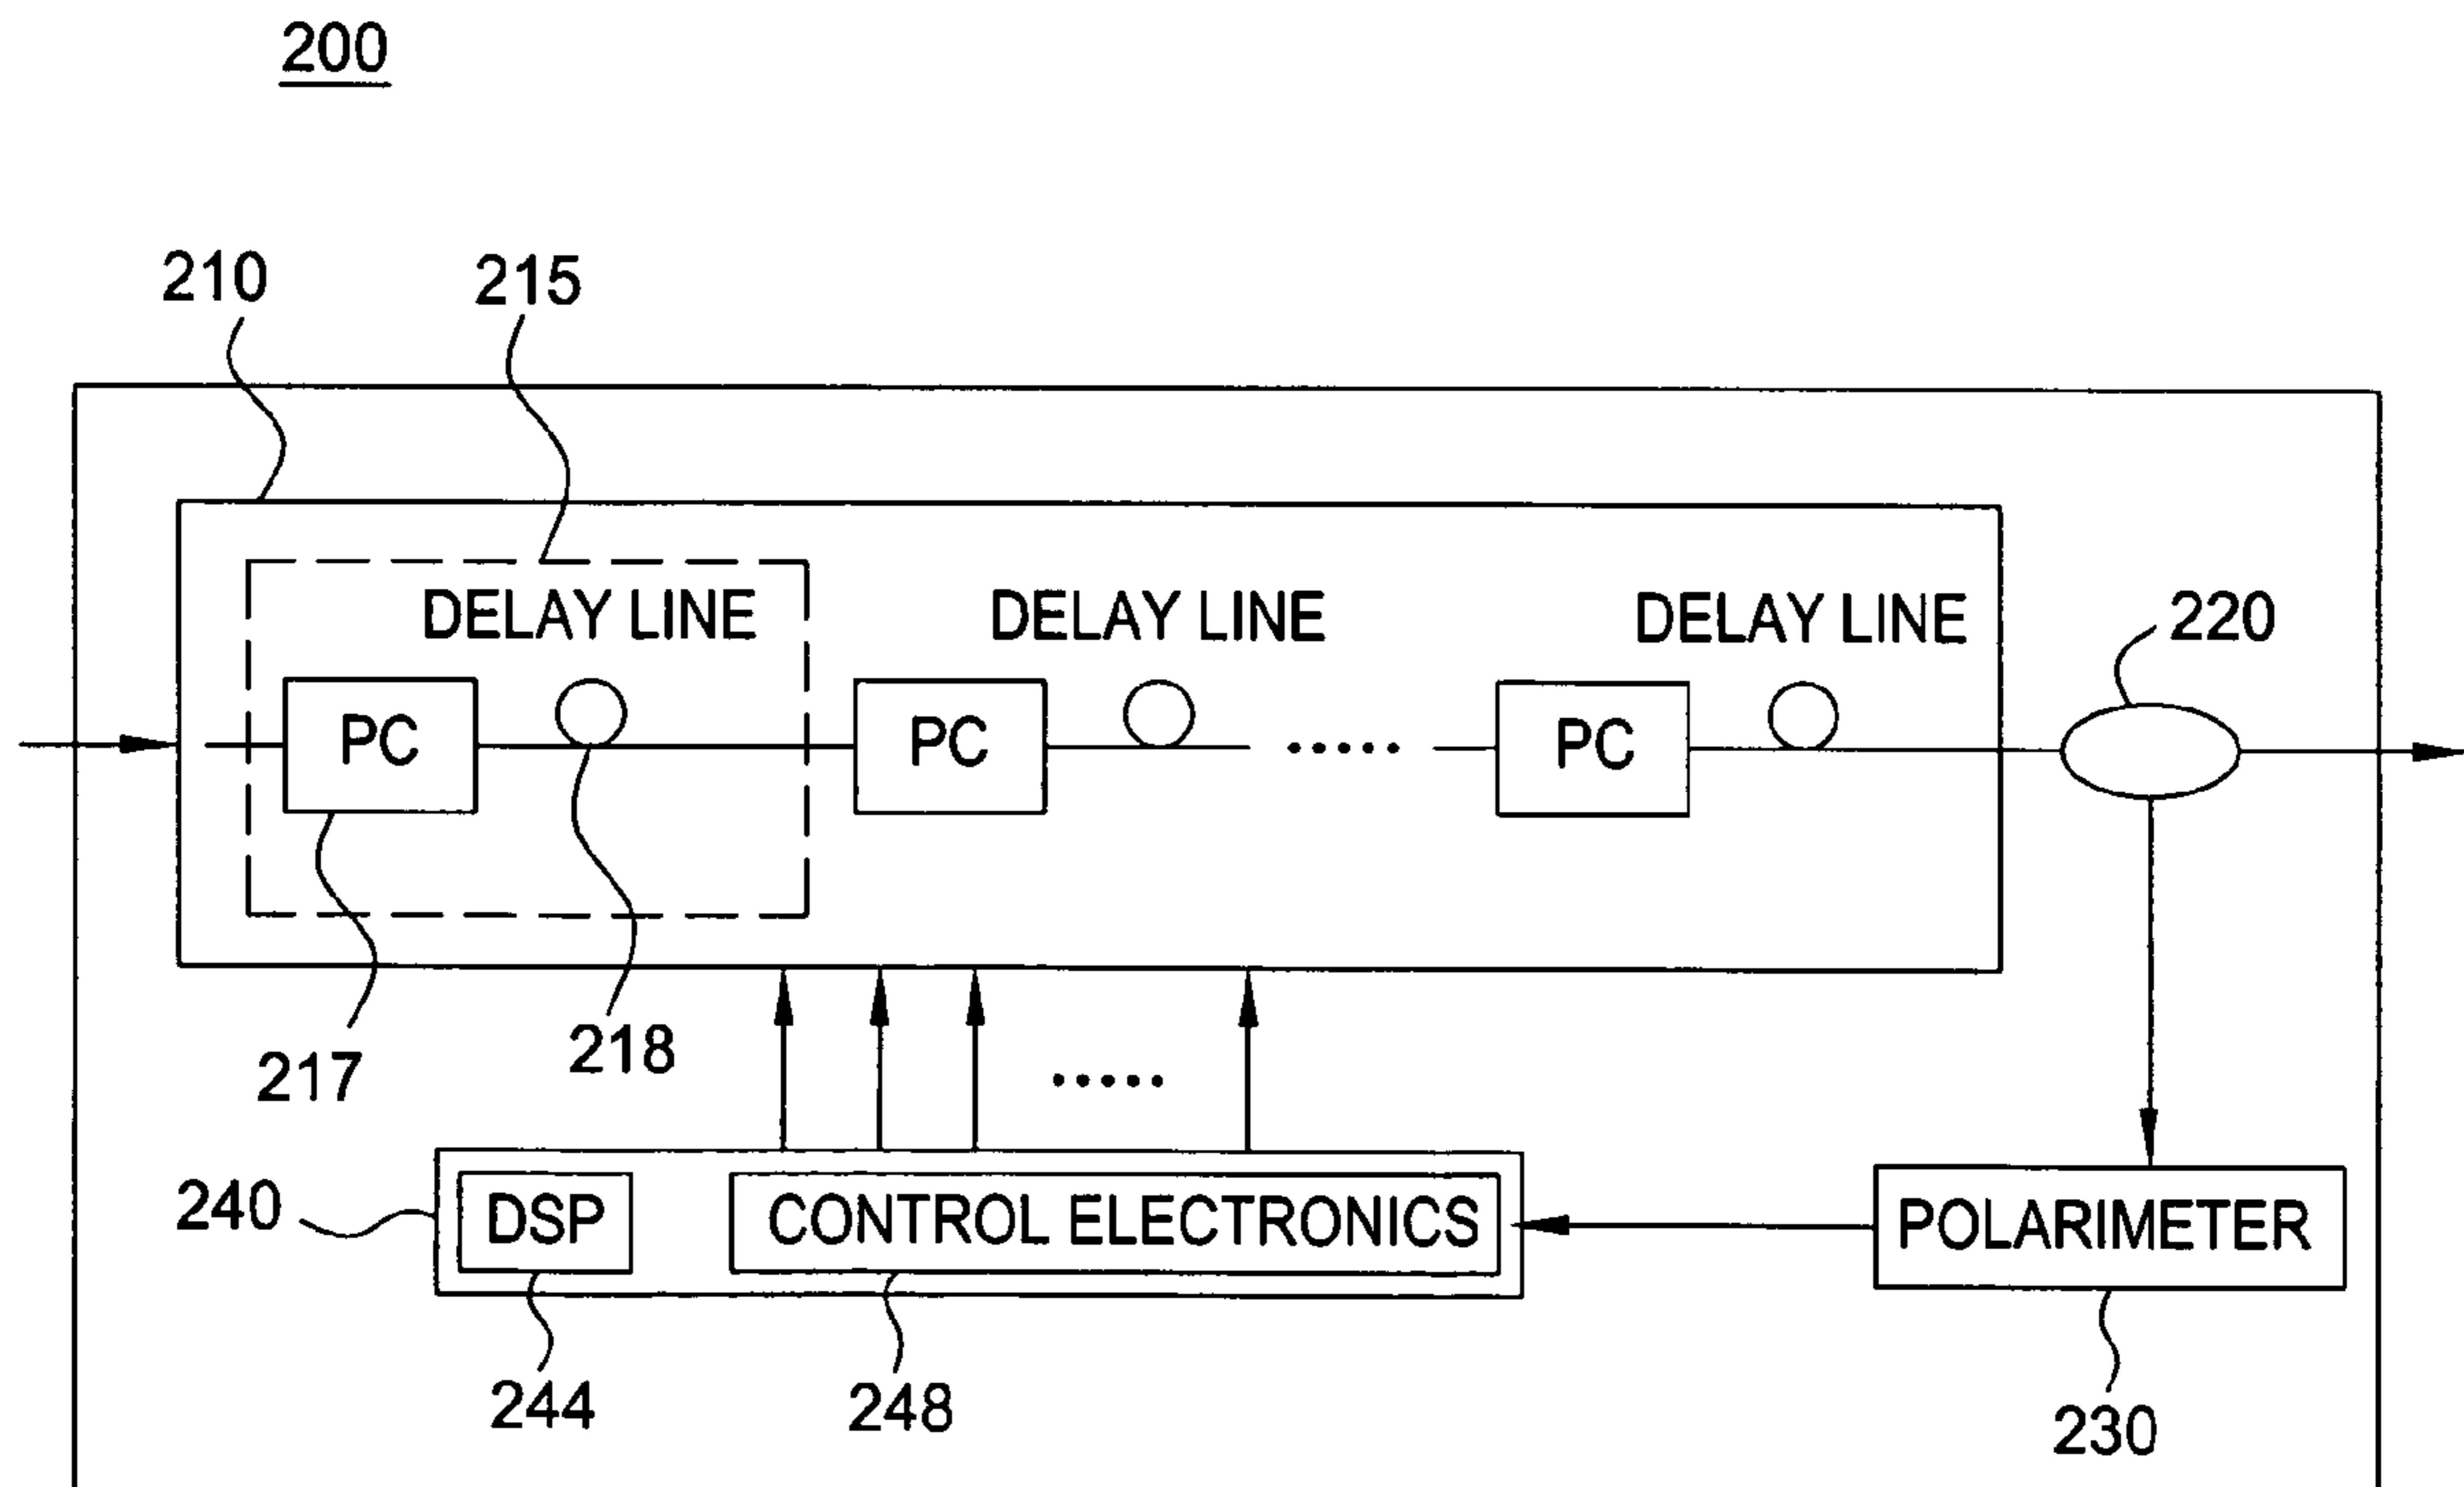 200
210
215
DELAY LINE
DELAY LINE
DELAY LINE
220
PC
PC
PC
217
218
240
DSP
CONTROL ELECTRONICS
POLARIMETER
244
248
230